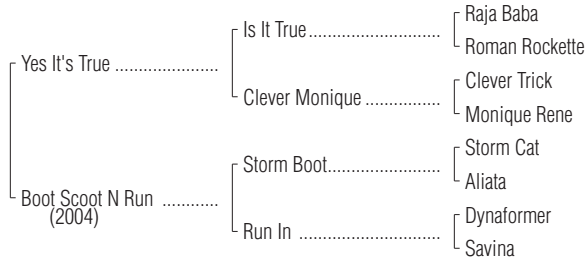 Raja Baba
Is It True
Roman Rockette
Yes It's True
Clever Trick
Clever Monique
Monique Rene
Storm Cat
Storm Boot
Aliata
Boot Scoot N Run
(2004)
Dynaformer
Run In
Savina